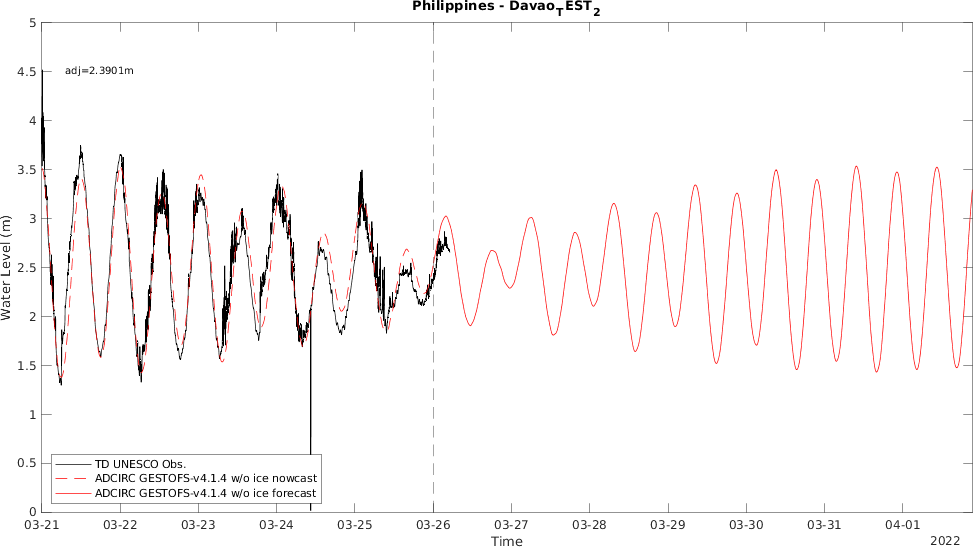 Philippines - DavaoTEST2
5
4.5
adj=2.3901m
4
3.5
3
2.5
2
1.5
1
0.5
0
Water Level (m)
TD UNESCO Obs.
ADCIRC GESTOFS-v4.1.4 w/o ice nowcast
ADCIRC GESTOFS-v4.1.4 w/o ice forecast
03-21 03-22 03-23 03-24 03-25 03-26 03-27 03-28 03-29 03-30 03-31 04-01
Time
2022